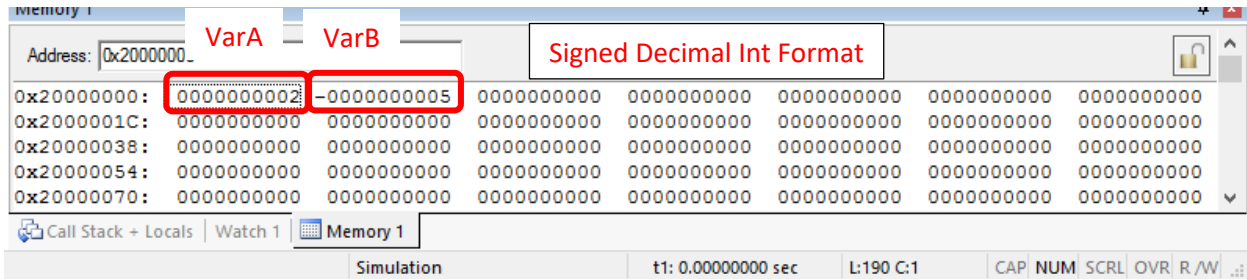 Memory 1
VarA VarB Signed Decimal Int Format
Address: 0x2000000
0x20000000: 0000000002 -0000000005 0000000000 0000000000 0000000000 0000000000 0000000000
0x2000001C: 0000000000 0000000000 0000000000 0000000000 0000000000 0000000000 0000000000
0x20000038: 0000000000 0000000000 0000000000 0000000000 0000000000 0000000000 0000000000
0x20000054: 0000000000 0000000000 0000000000 0000000000 0000000000 0000000000 0000000000
0x20000070: 0000000000 0000000000 0000000000 0000000000 0000000000 0000000000 0000000000
Call Stack + Locals Watch 1 Memory 1
Simulation t1: 0.00000000 sec L:190 C:1 CAP NUM SCRL OVR R/W